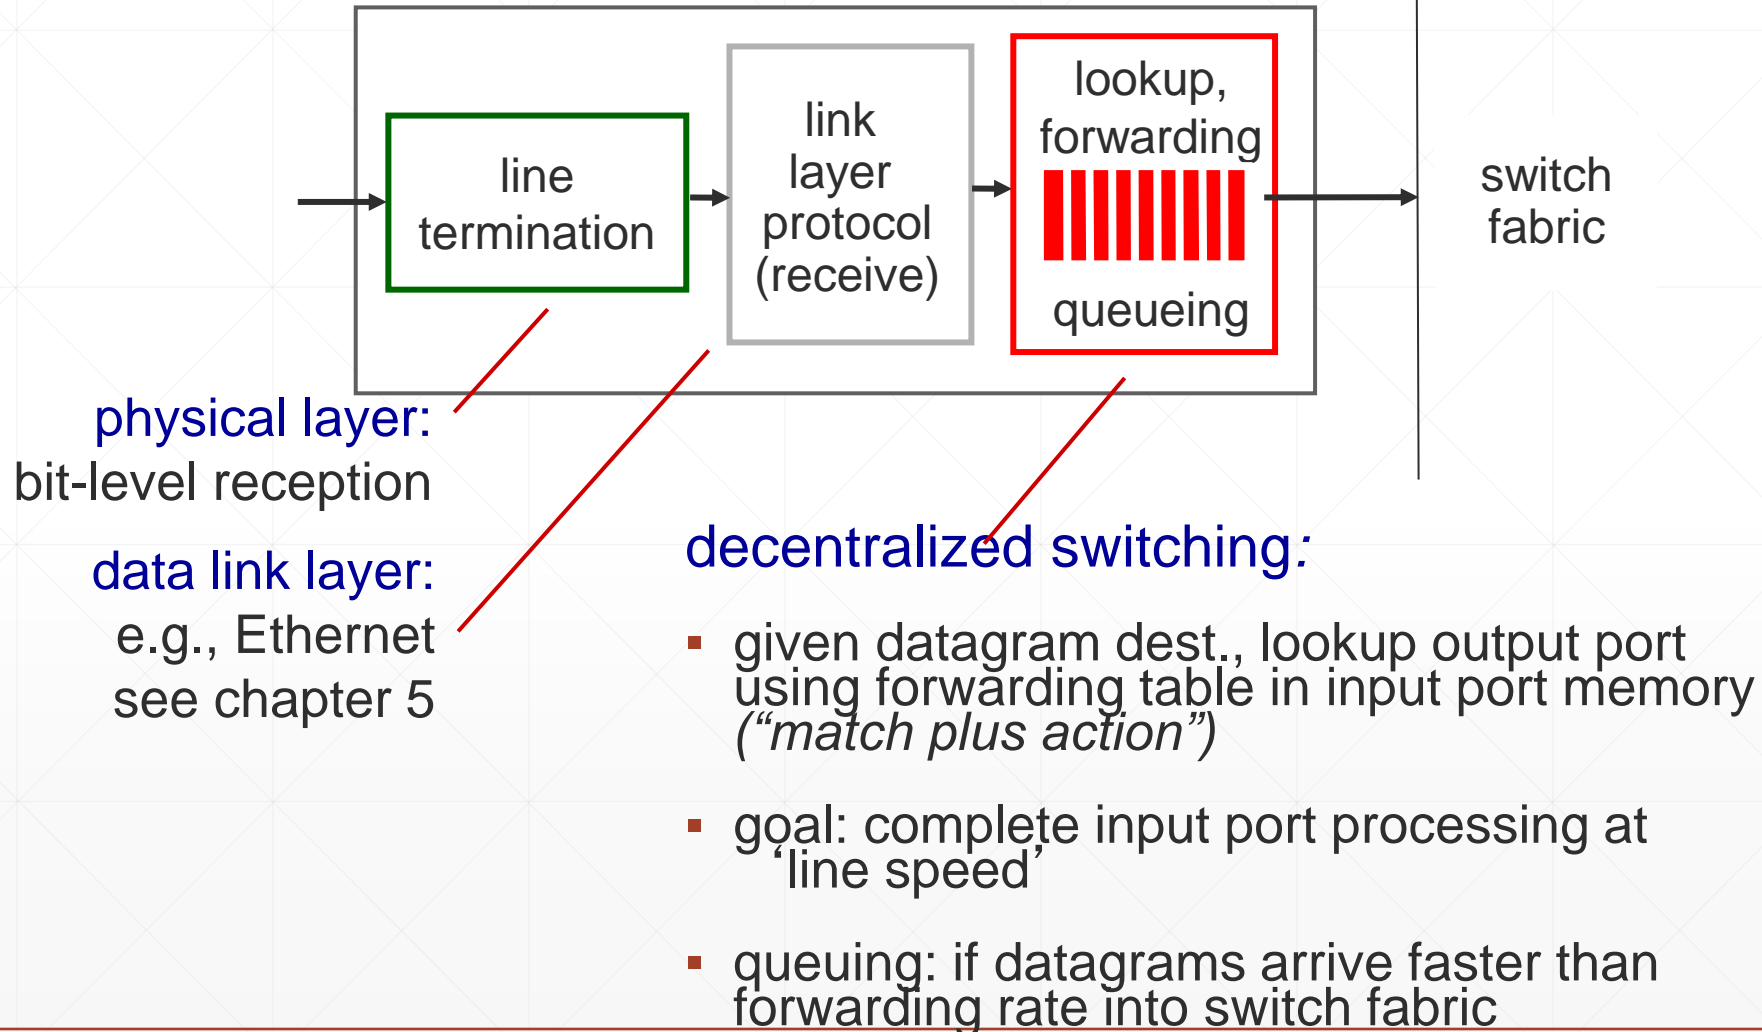 line
termination
link
layer
protocol
(receive)
lookup,
forwarding
queueing
switch
fabric
physical layer:
bit-level reception
data link layer:
e.g., Ethernet
see chapter 5
decentralized switching:
▪ given datagram dest., lookup output port
using forwarding table in input port memory
(“match plus action”)
▪ goal: complete input port processing at
‘line speed’
▪ queuing: if datagrams arrive faster than
forwarding rate into switch fabric